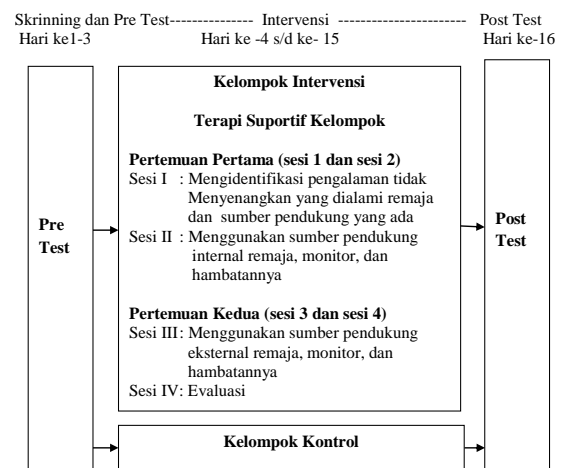 Skrinning dan Pre Test--------------- Intervensi ----------------------- Post Test
Hari ke1-3 Hari ke -4 s/d ke- 15 Hari ke-16
Kelompok Intervensi
Terapi Suportif Kelompok
Pertemuan Pertama (sesi 1 dan sesi 2)
Sesi I : Mengidentifikasi pengalaman tidak
Menyenangkan yang dialami remaja
dan sumber pendukung yang ada
Sesi II : Menggunakan sumber pendukung
internal remaja, monitor, dan
hambatannya
Pertemuan Kedua (sesi 3 dan sesi 4)
Sesi III: Menggunakan sumber pendukung
eksternal remaja, monitor, dan
hambatannya
Sesi IV: Evaluasi
Pre
Test
Post
Test
Kelompok Kontrol